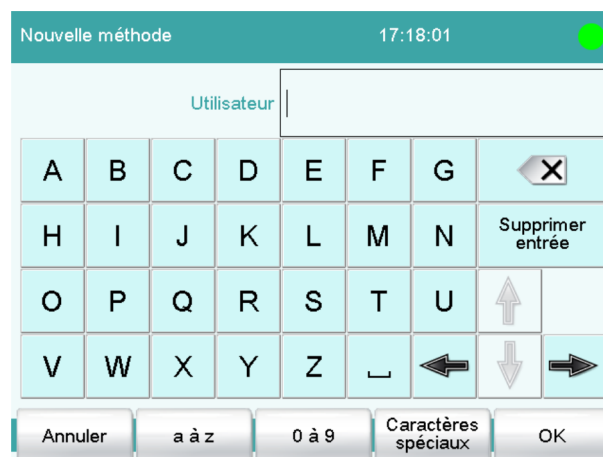 Nouvelle méthode 17:18:01
Utilisateur
A B C D E F G
H I J K L M N Supprimer
entrée
O P Q R S T U
V W X Y Z
Annuler a à z 0 à 9 Caractères
spéciaux OK